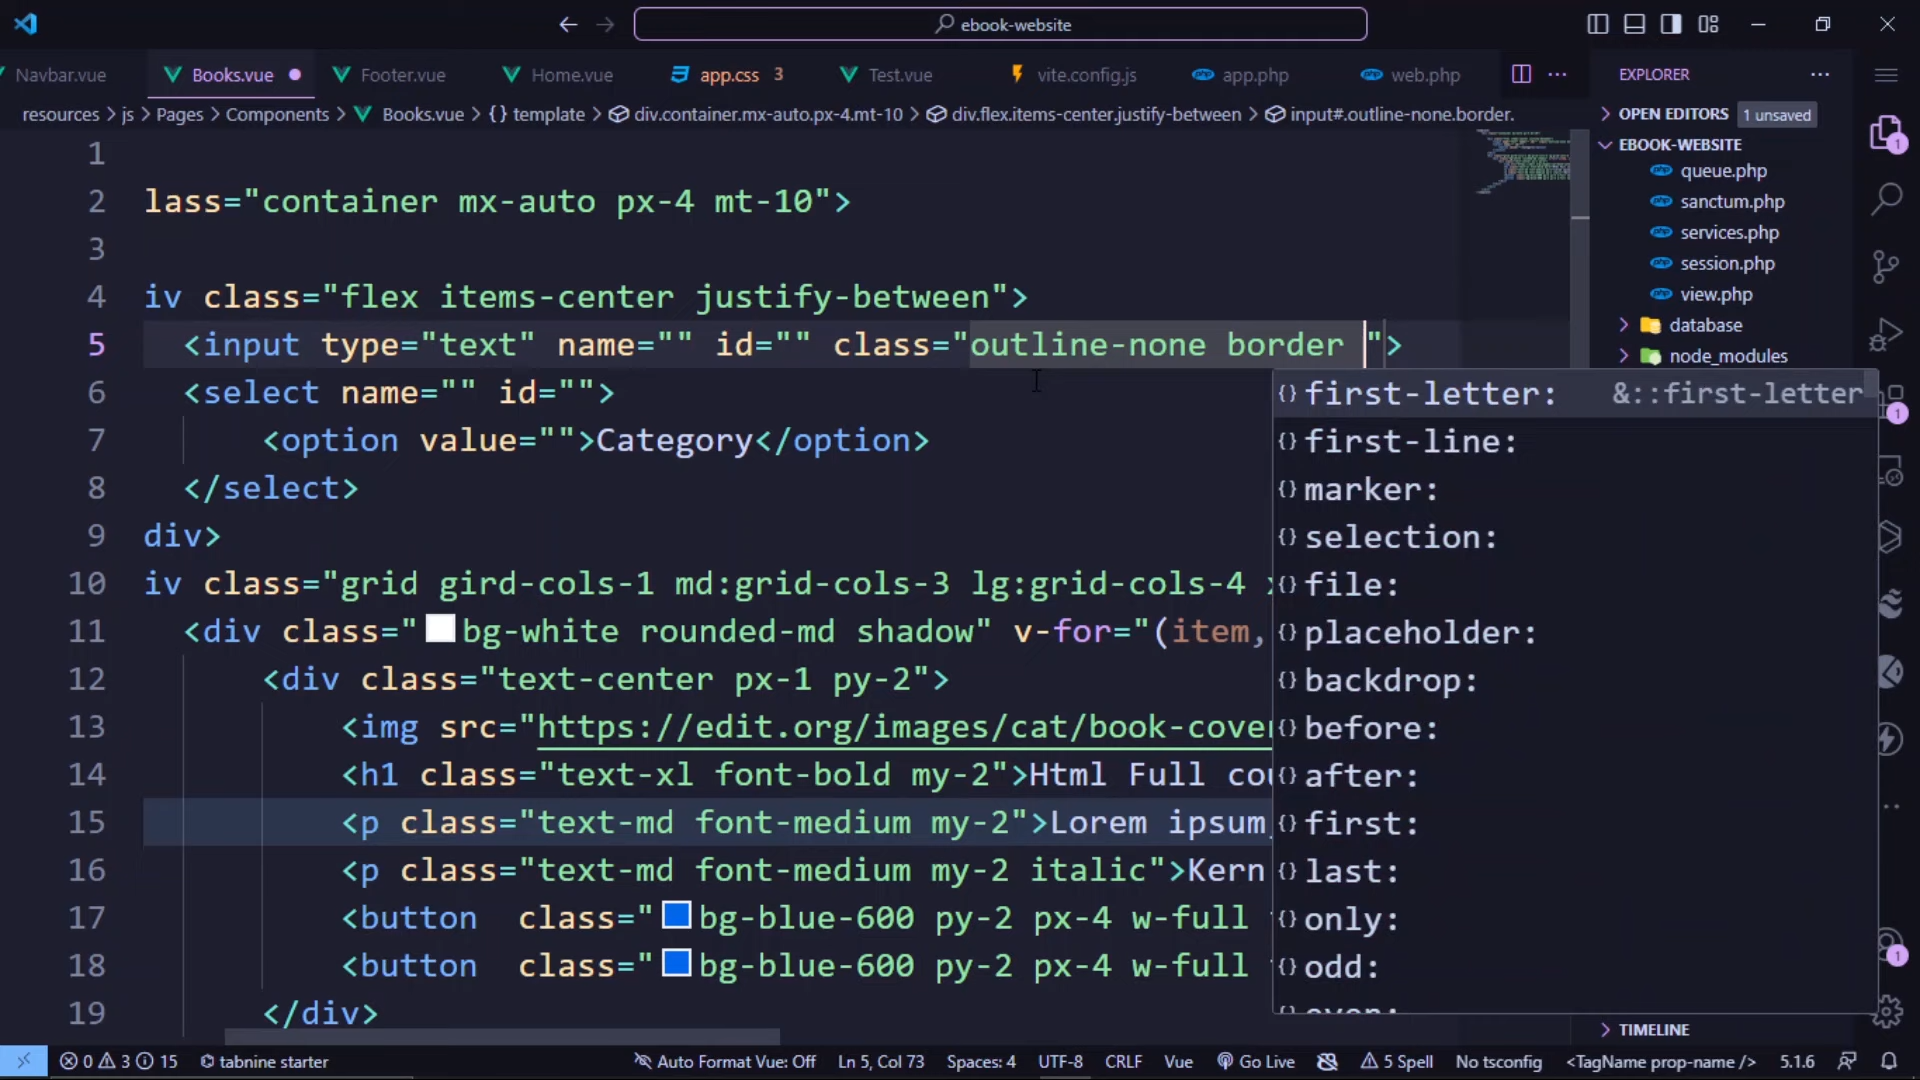 ebook-website
Navbar.vue
Books.vue
Footer.vue
Home.vue
app.css 3
Test.vue
vite.config.js
app.php
web.php
resources > js > Pages > Components > Books.vue > {} template > div.container.mx-auto.px-4.mt-10 > div.flex.items-center.justify-between > input#.outline-none.border.
1
2 lass="container mx-auto px-4 mt-10">
3
4 iv class="flex items-center justify-between">
5 <input type="text" name="" id="" class="outline-none border ">
6 <select name="" id="">
7 <option value="">Category</option>
8 </select>
9 div>
10 iv class="grid gird-cols-1 md:grid-cols-3 lg:grid-cols-4
11 <div class="bg-white rounded-md shadow" v-for="(item,
12 <div class="text-center px-1 py-2">
13 <img src="https://edit.org/images/cat/book-cover
14 <h1 class="text-xl font-bold my-2">Html Full cou
15 <p class="text-md font-medium my-2">Lorem ipsum
16 <p class="text-md font-medium my-2 italic">Kern
17 <button class="bg-blue-600 py-2 px-4 w-full
18 <button class="bg-blue-600 py-2 px-4 w-full
19 </div>
{} first-letter: &::first-letter
{} first-line:
{} marker:
{} selection:
{} file:
{} placeholder:
{} backdrop:
{} before:
{} after:
{} first:
{} last:
{} only:
{} odd:
{} even:
EXPLORER
OPEN EDITORS 1 unsaved
EBOOK-WEBSITE
queue.php
sanctum.php
services.php
session.php
view.php
database
node_modules
TIMELINE
1
1
1
0 3 15 tabnine starter Auto Format Vue: Off Ln 5, Col 73 Spaces: 4 UTF-8 CRLF Vue Go Live 5 Spell No tsconfig <TagName prop-name /> 5.1.6